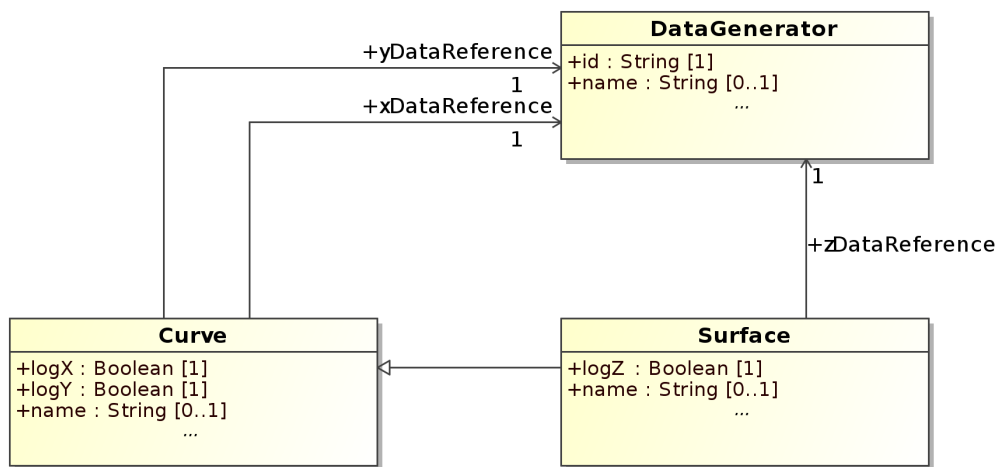 DataGenerator
+id : String [1]
+name : String [0..1]
...
+yDataReference
1
+xDataReference
1
1
+zDataReference
Curve
+logX : Boolean [1]
+logY : Boolean [1]
+name : String [0..1]
...
Surface
+logZ : Boolean [1]
+name : String [0..1]
...